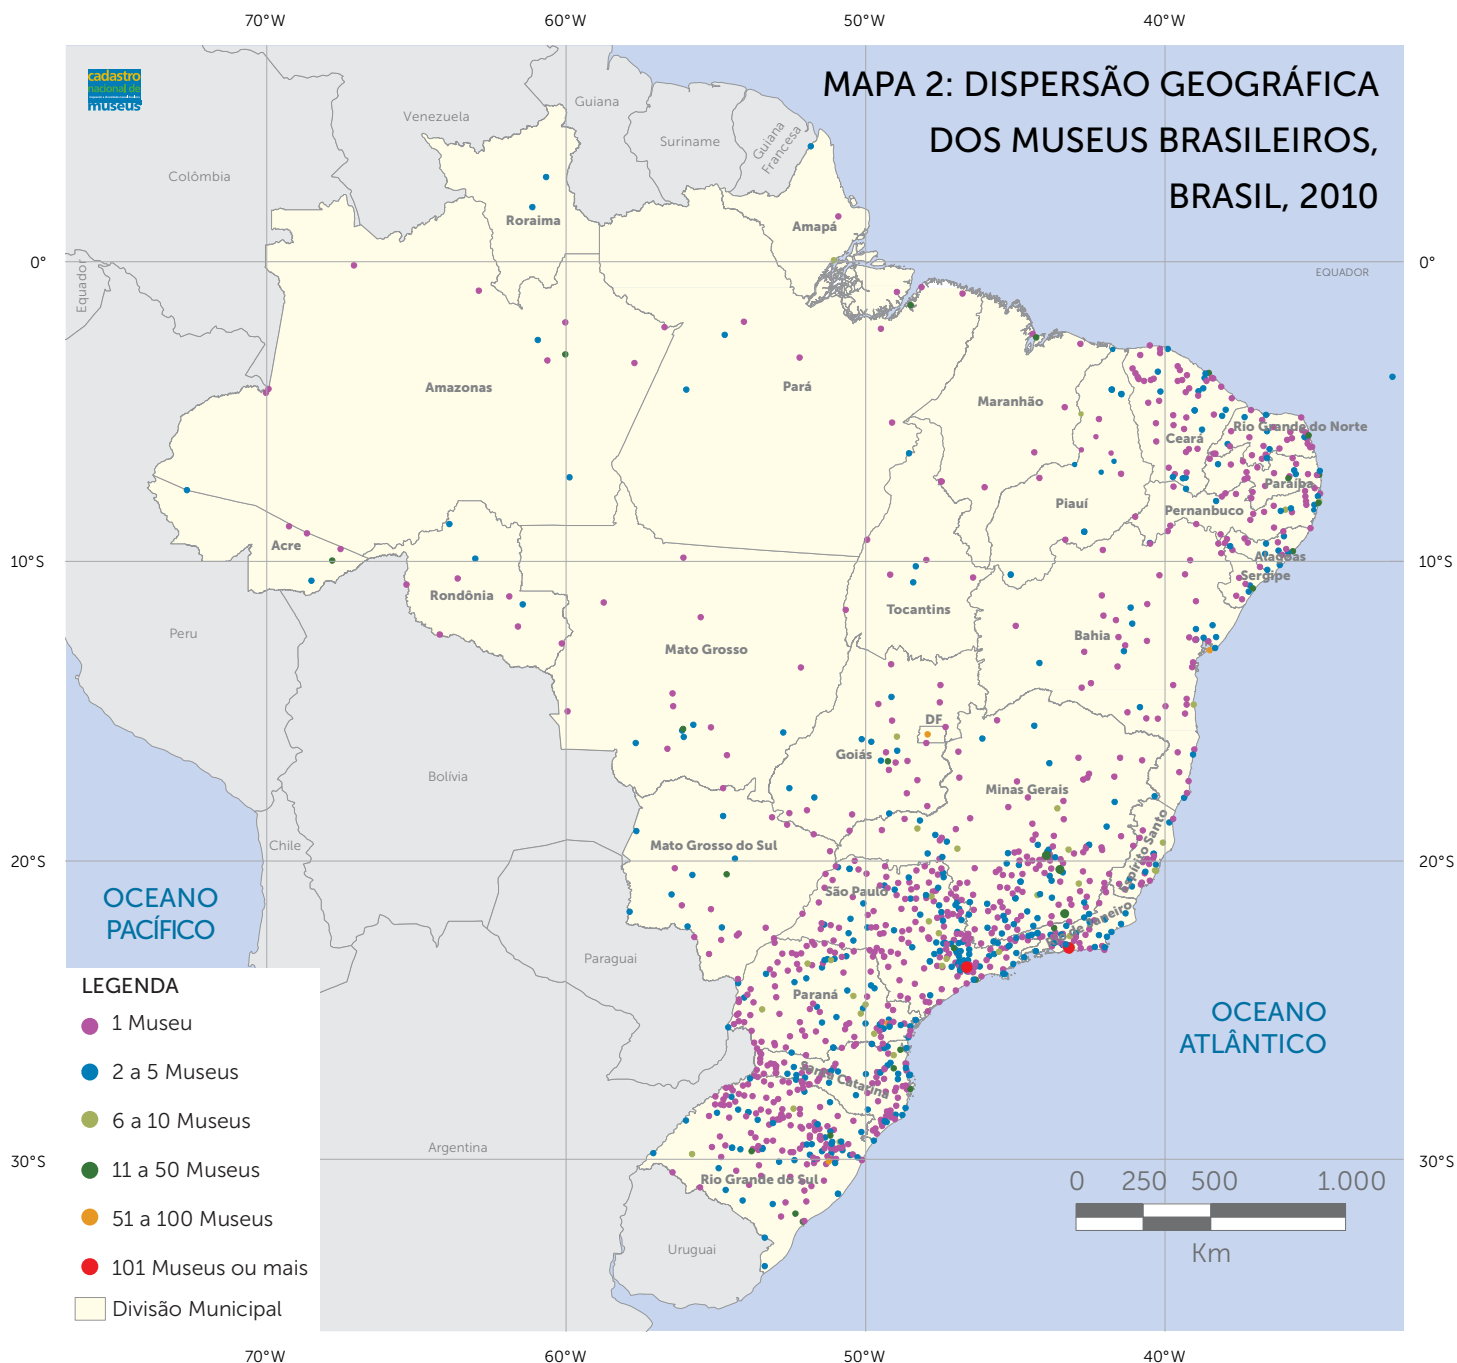 70°W 60°W 50°W 40°W
cadastro
nacional de
museus
MAPA 2: DISPERSÃO GEOGRÁFICA
DOS MUSEUS BRASILEIROS,
BRASIL, 2010
Venezuela
Guiana
Suriname
Guiana
Francesa
Colômbia
Roraima
Amapá
0°
0°
EQUADOR
Equador
Amazonas
Pará
Maranhão
Ceará
Rio Grande do Norte
Paraíba
Piauí
Pernambuco
Acre
Alagoas
10°S
10°S
Sergipe
Rondônia
Tocantins
Peru
Bahia
Mato Grosso
DF
Goiás
Bolívia
Minas Gerais
Espírito Santo
Chile
Mato Grosso do Sul
20°S
20°S
São Paulo
Rio de Janeiro
OCEANO
PACÍFICO
Paraguai
Paraná
OCEANO
ATLÂNTICO
Santa Catarina
Argentina
30°S
30°S
Rio Grande do Sul
Uruguai
LEGENDA
1 Museu
2 a 5 Museus
6 a 10 Museus
11 a 50 Museus
51 a 100 Museus
101 Museus ou mais
Divisão Municipal
0 250 500 1.000
Km
70°W 60°W 50°W 40°W